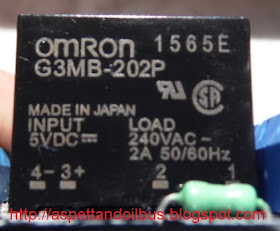 omron 1565E
G3MB-202P
MADE IN JAPAN
INPUT LOAD
5VDC⎓ 240VAC~
2A 50/60Hz
4- 3+ 2 1
http://aspettandoilbus.blogspot.com